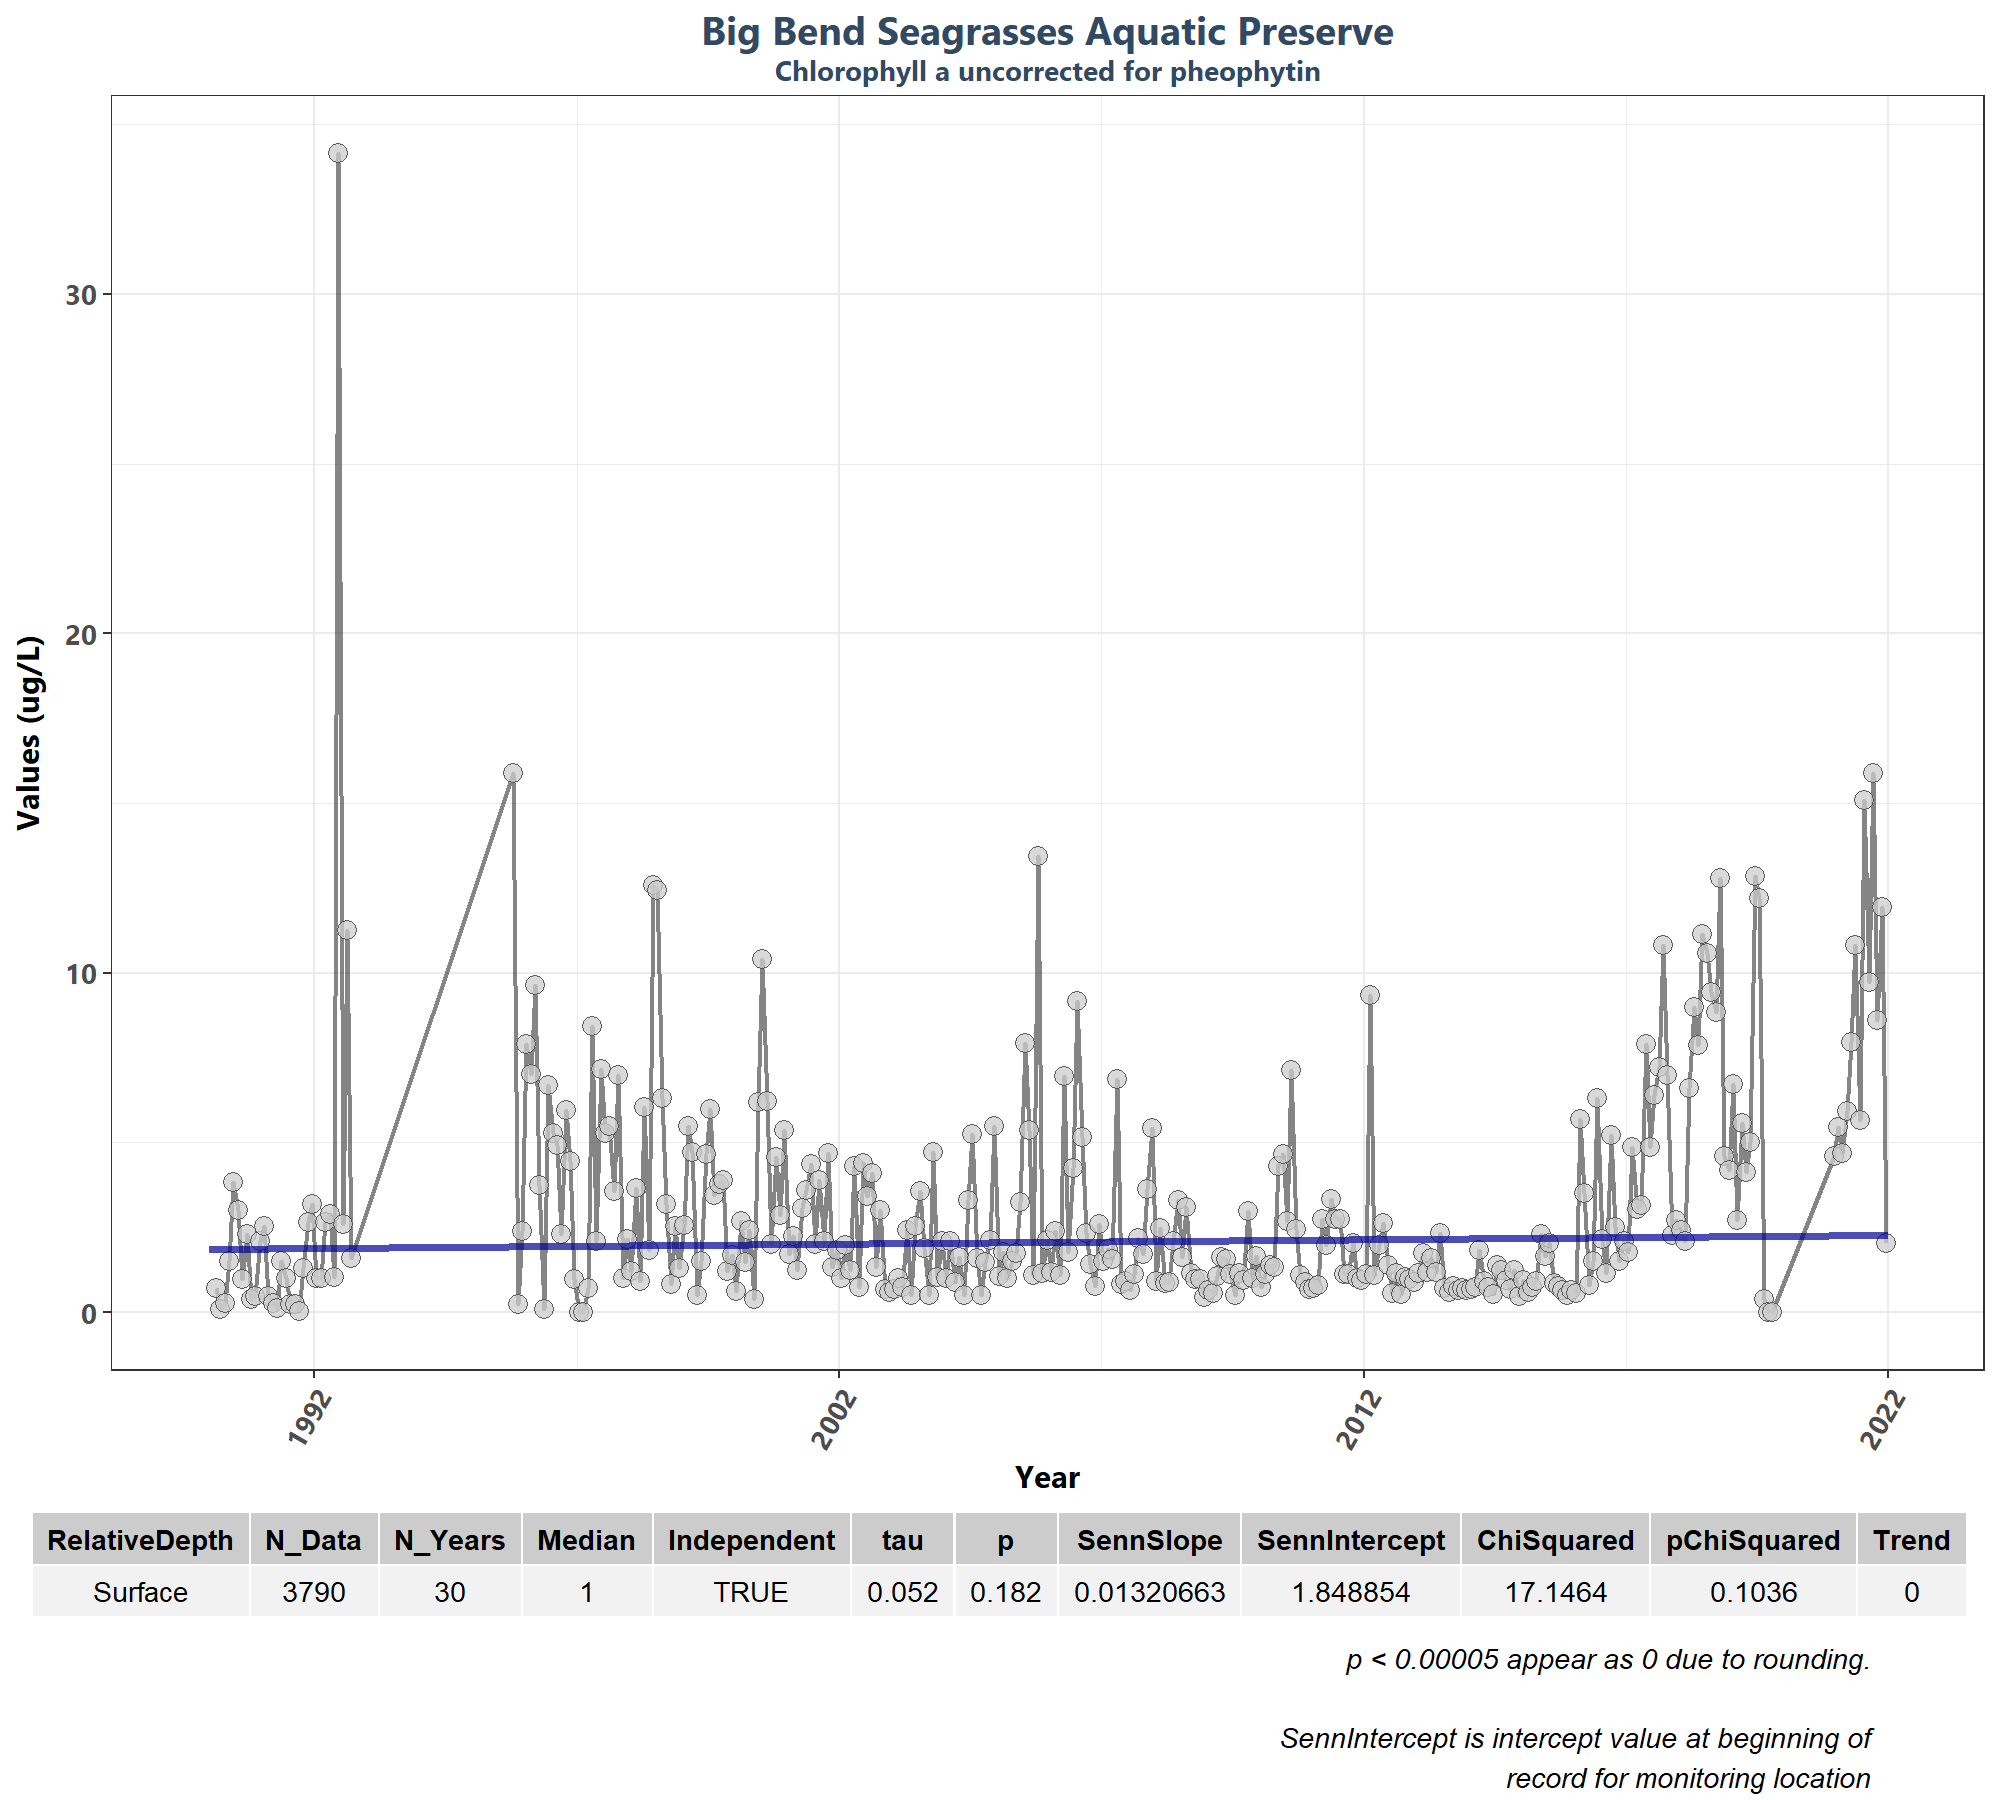 Big Bend Seagrasses Aquatic Preserve
Chlorophyll a uncorrected for pheophytin
Values (ug/L)
30
20
10
0
1992
2002
2012
2022
Year
RelativeDepth N_Data N_Years Median Independent tau p SennSlope SennIntercept ChiSquared pChiSquared Trend
Surface 3790 30 1 TRUE 0.052 0.182 0.01320663 1.848854 17.1464 0.1036 0
p < 0.00005 appear as 0 due to rounding.
SennIntercept is intercept value at beginning of
record for monitoring location